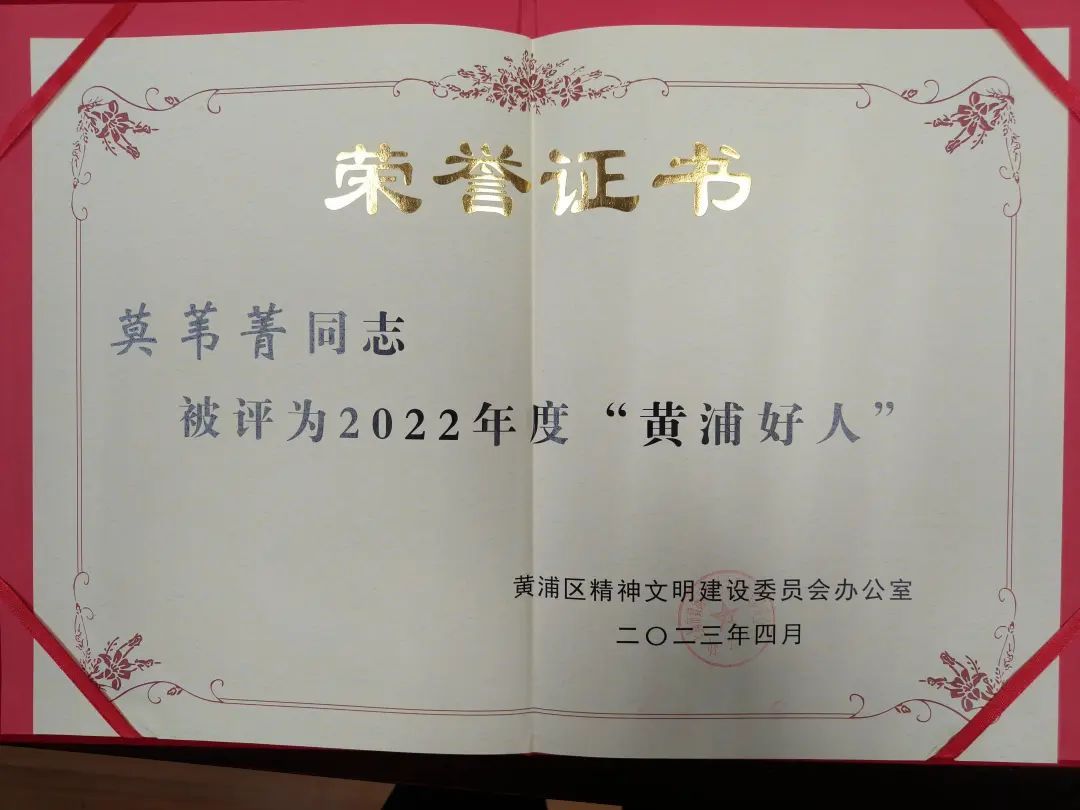 荣誉证书
莫苇菁同志
被评为2022年度“黄浦好人”
黄浦区精神文明建设委员会办公室
二〇二三年四月